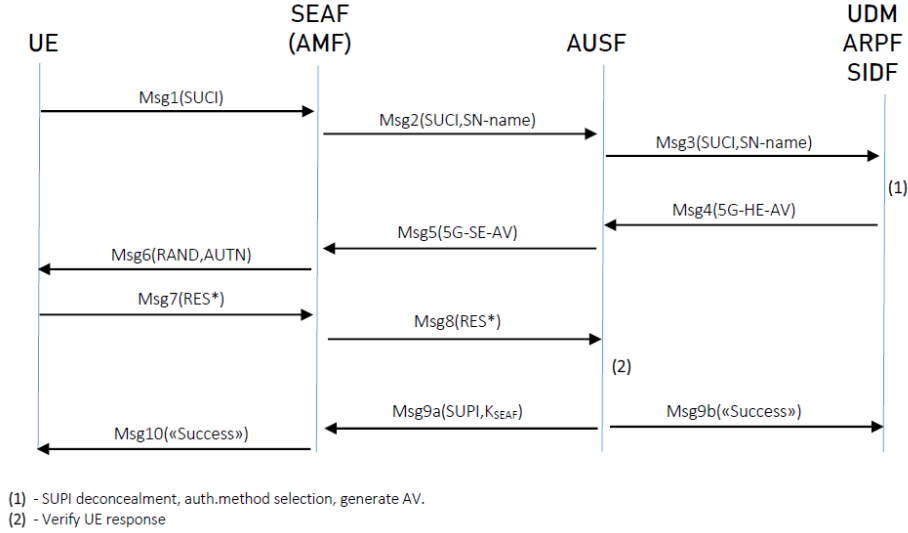 UE
SEAF
(AMF)
AUSF
UDM
ARPF
SIDF
Msg1(SUCI)
Msg2(SUCI,SN-name)
Msg3(SUCI,SN-name)
(1)
Msg4(5G-HE-AV)
Msg5(5G-SE-AV)
Msg6(RAND,AUTN)
Msg7(RES*)
Msg8(RES*)
(2)
Msg9a(SUPI,KSEAF)
Msg9b(«Success»)
Msg10(«Success»)
(1) - SUPI deconcealment, auth.method selection, generate AV.
(2) - Verify UE response